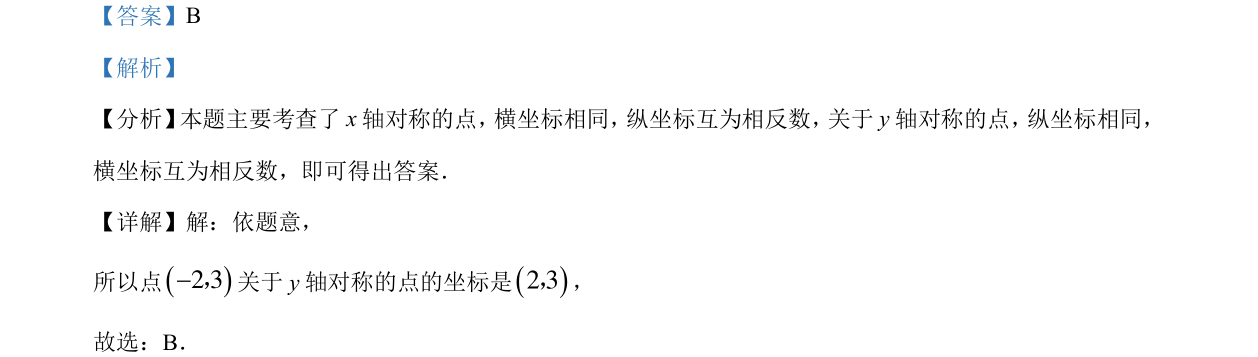 【答案】B
【解析】
【分析】本题主要考查了 x 轴对称的点，横坐标相同，纵坐标互为相反数，关于 y 轴对称的点，纵坐标相同，
横坐标互为相反数，即可得出答案．
【详解】解：依题意，
所以点(−2,3)关于 y 轴对称的点的坐标是(2,3)，
故选：B．